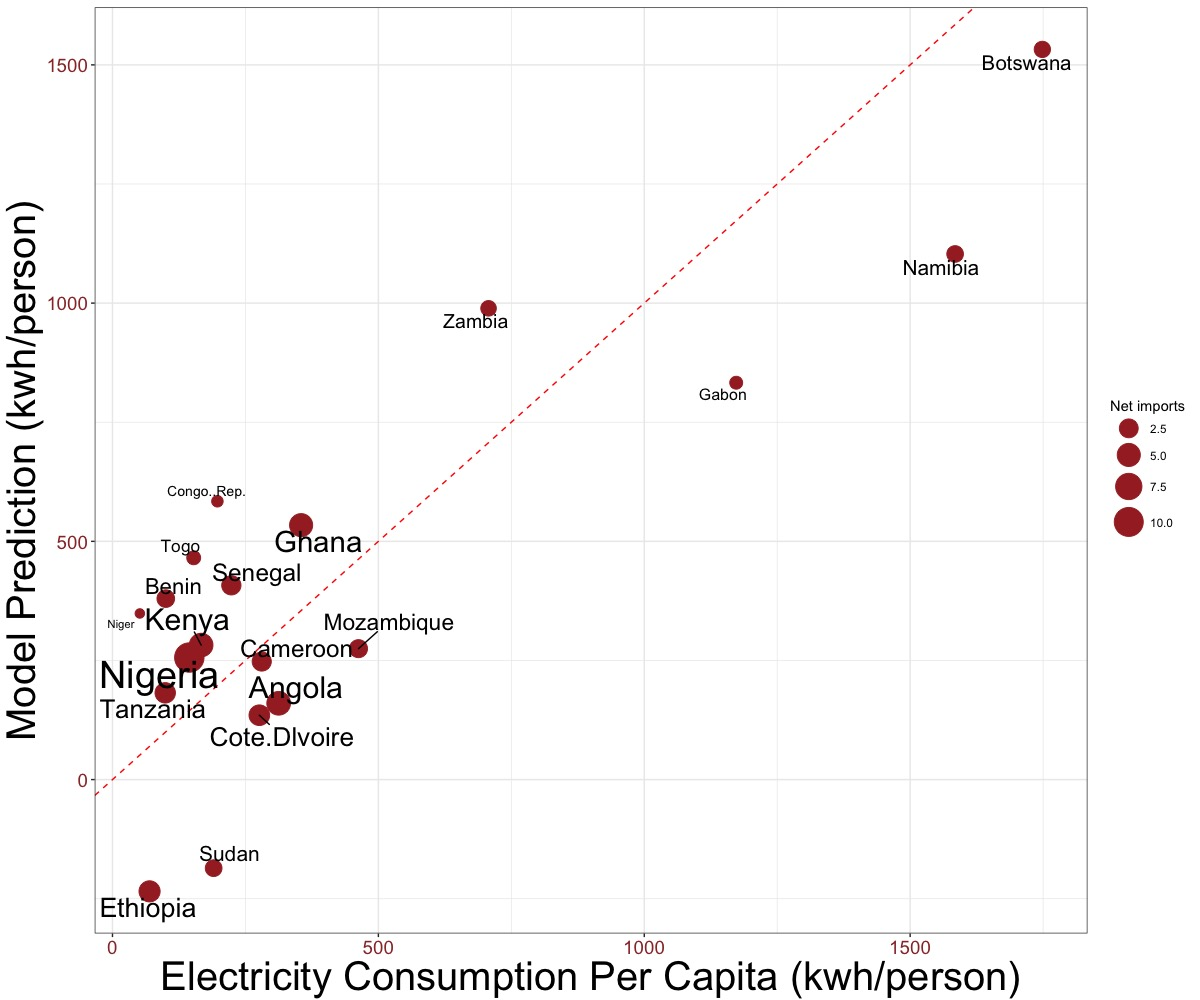 1500
1000
500
0
Model Prediction (kwh/person)
Botswana
Namibia
Zambia
Gabon
Congo..Rep.
Ghana
Togo
Senegal
Benin
Niger
Kenya
Mozambique
Cameroon
Nigeria
Angola
Tanzania
Cote.DIvoire
Sudan
Ethiopia
0
500
1000
1500
Electricity Consumption Per Capita (kwh/person)
Net imports
2.5
5.0
7.5
10.0